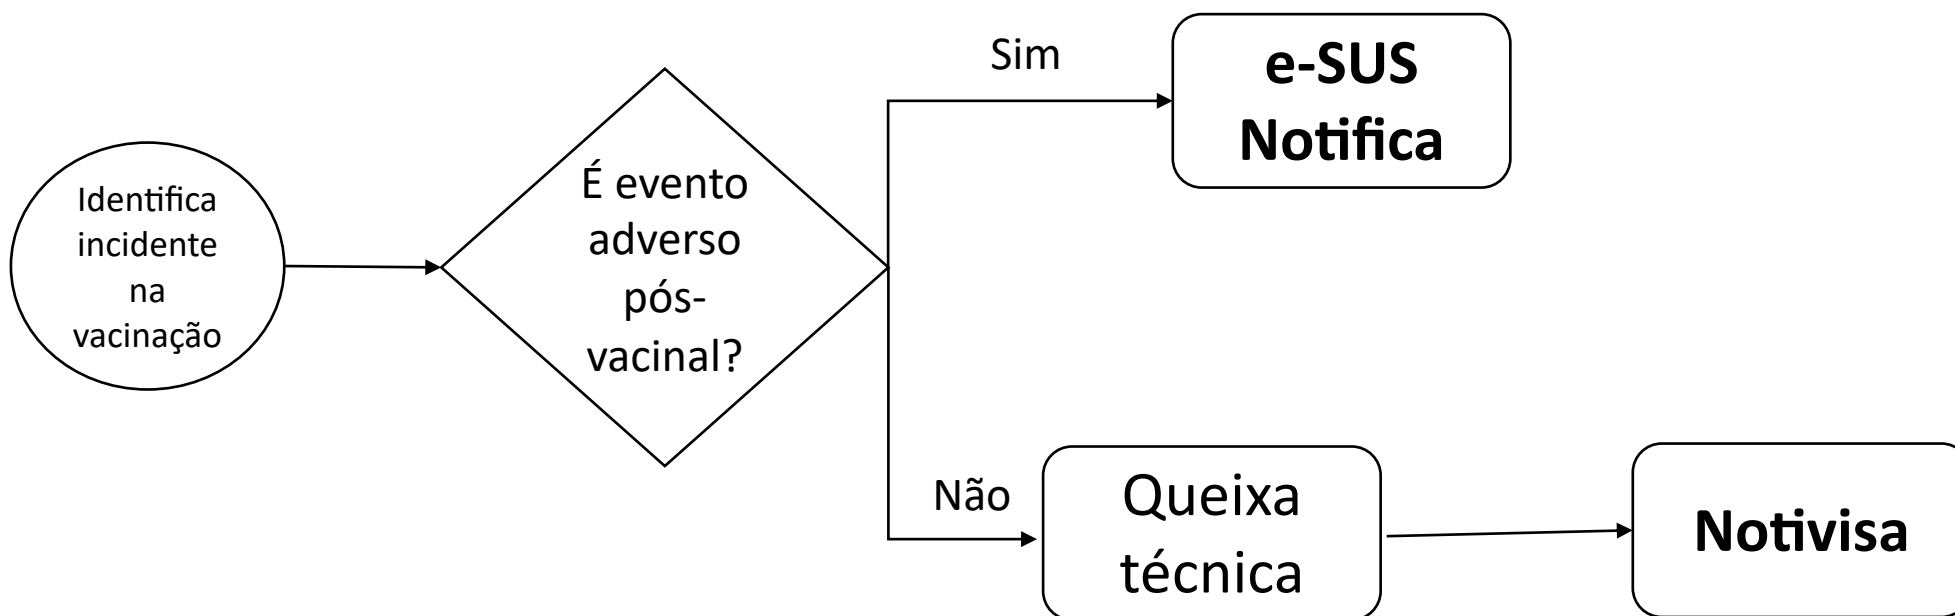 Identifica
incidente
na
vacinação
É evento
adverso
pós-
vacinal?
Sim
e-SUS
Notifica
Não
Queixa
técnica
Notivisa